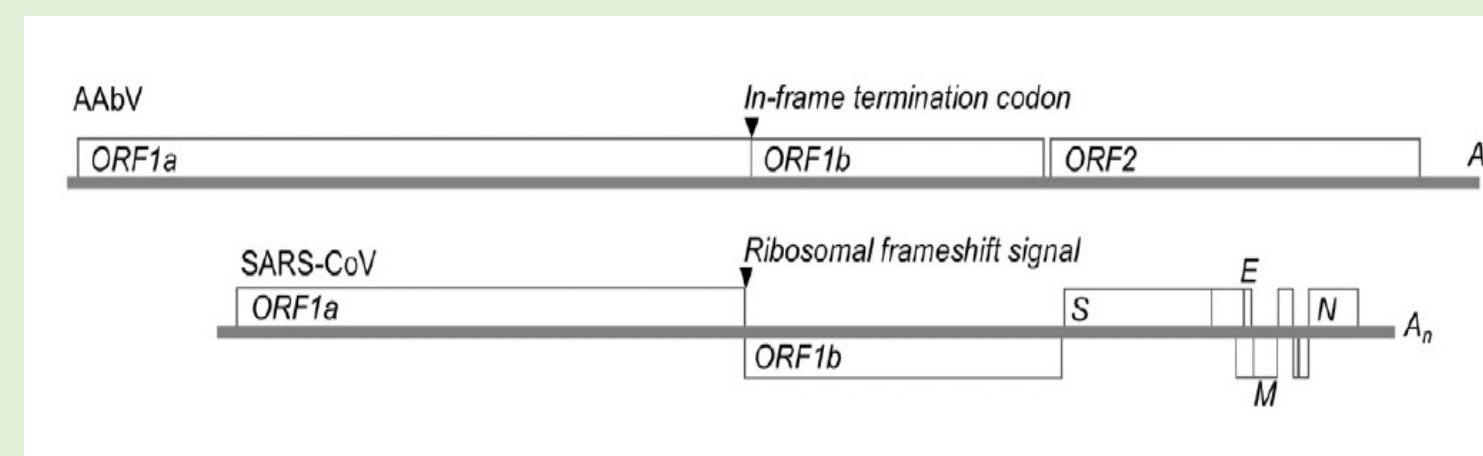 AAbV
In-frame termination codon
ORF1a
ORF1b
ORF2
A
SARS-CoV
Ribosomal frameshift signal
E
ORF1a
S
N
Aₙ
ORF1b
M